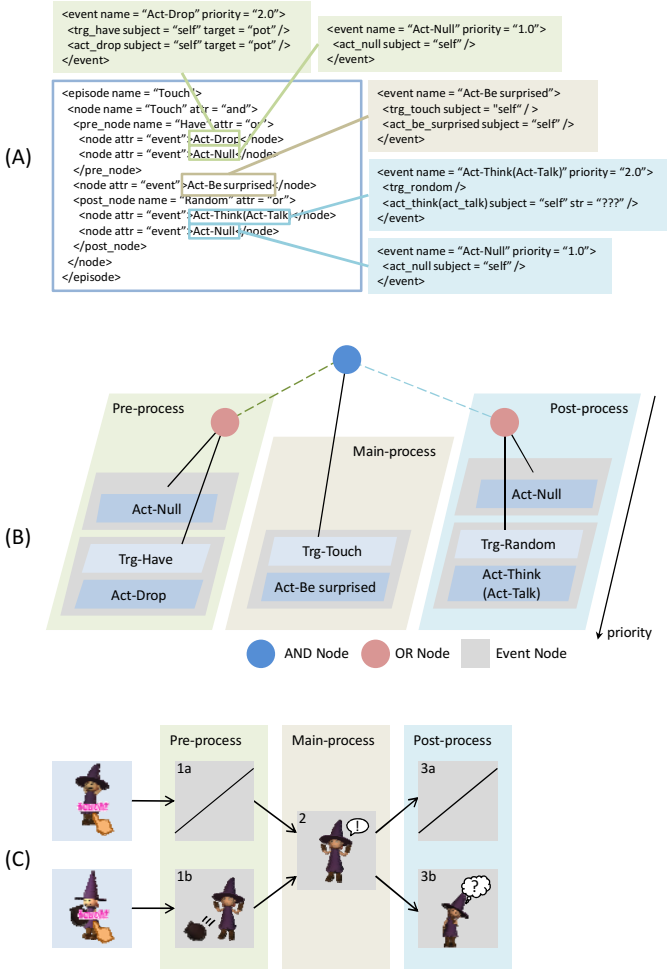 <event name = “Act-Drop” priority = “2.0”>
<trg_have subject = “self” target = “pot” />
<act_drop subject = “self” target = “pot” />
</event>
<event name = “Act-Null” priority = “1.0”>
<act_null subject = “self” />
</event>
(A)
<episode name = “Touch”>
<node name = “Touch” attr = “and”>
<pre_node name = “Have” attr = “or”>
<node attr = “event”>Act-Drop</node>
<node attr = “event”>Act-Null</node>
</pre_node>
<node attr = “event”>Act-Be surprised</node>
<post_node name = “Random” attr = “or”>
<node attr = “event”>Act-Think(Act-Talk)</node>
<node attr = “event”>Act-Null</node>
</post_node>
</node>
</episode>
<event name = “Act-Be surprised”>
<trg_touch subject = "self” / >
<act_be_surprised subject = “self” />
</event>
<event name = “Act-Think(Act-Talk)” priority = “2.0”>
<trg_rondom />
<act_think(act_talk) subject = “self” str = “???” />
</event>
<event name = “Act-Null” priority = “1.0”>
<act_null subject = “self” />
</event>
(B)
Pre-process
Main-process
Post-process
Act-Null
Trg-Have
Act-Drop
Trg-Touch
Act-Be surprised
Act-Null
Trg-Random
Act-Think
(Act-Talk)
priority
AND Node
OR Node
Event Node
(C)
Pre-process
Main-process
Post-process
1a
3a
2
!
1b
3b
?